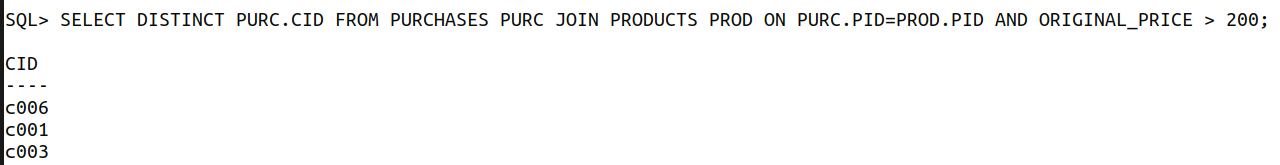 SQL> SELECT DISTINCT PURC.CID FROM PURCHASES PURC JOIN PRODUCTS PROD ON PURC.PID=PROD.PID AND ORIGINAL_PRICE > 200;
CID
----
c006
c001
c003